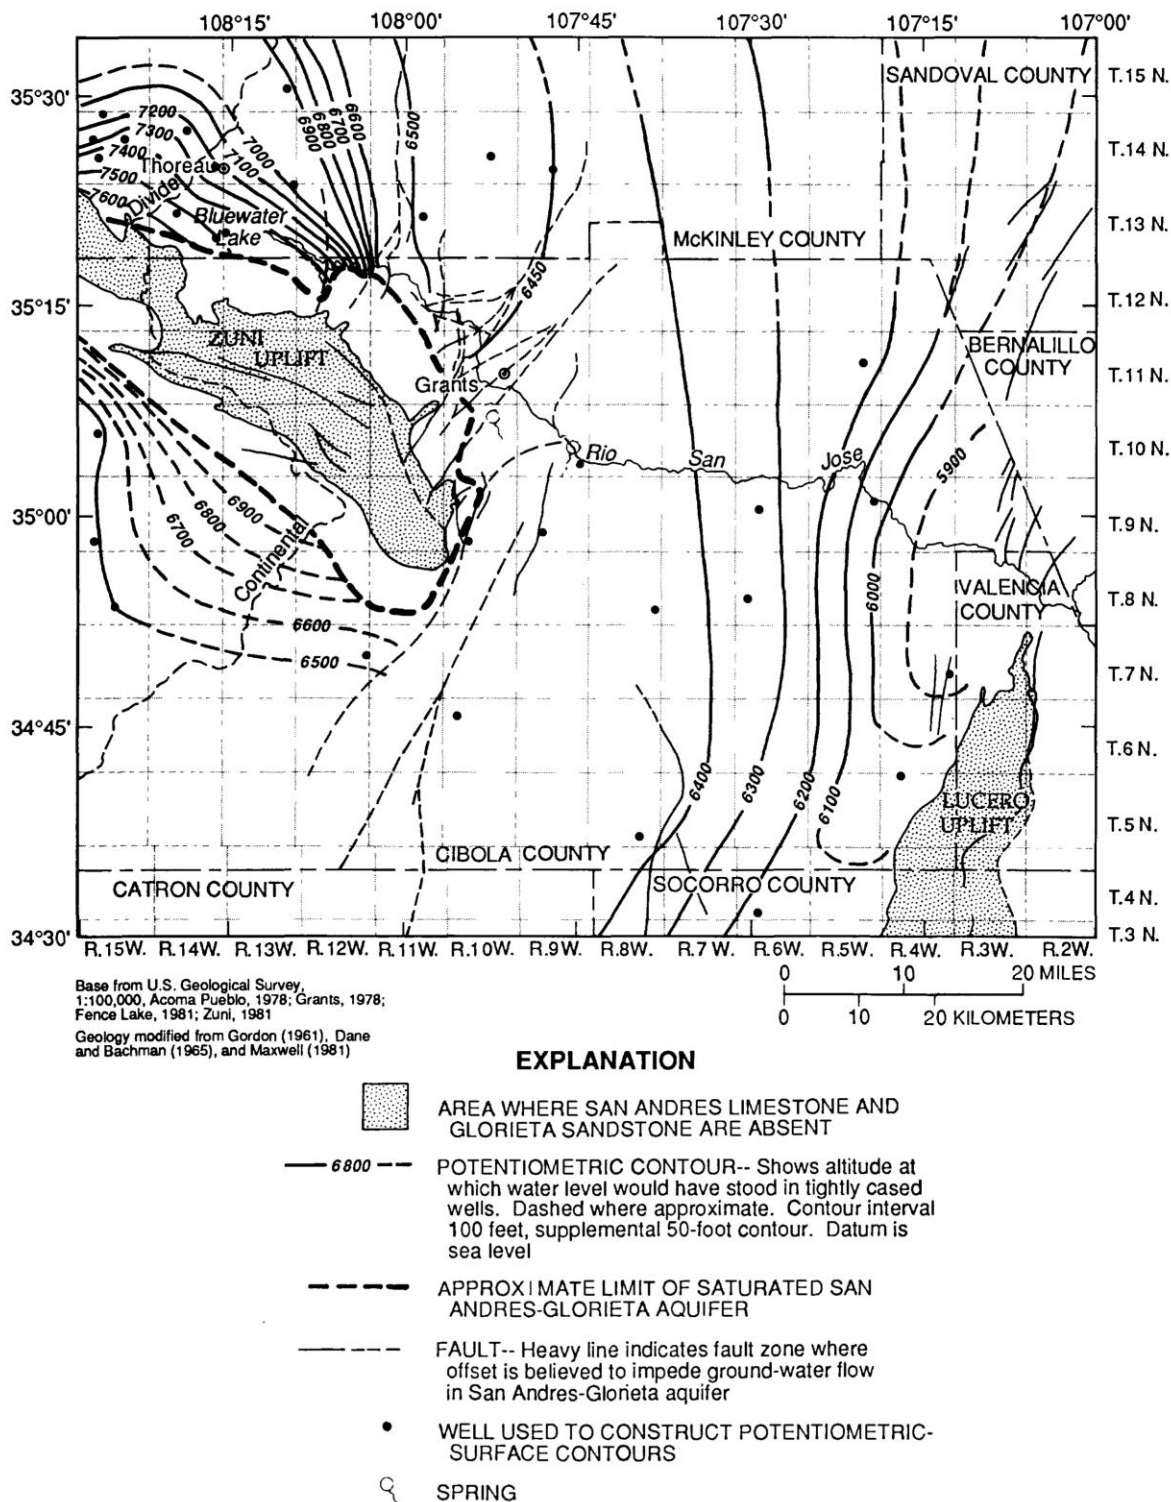 108°15' 108°00' 107°45' 107°30' 107°15' 107°00'
SANDOVAL COUNTY
T.15 N.
35°30'
7200
7300
7400
7500
7600
7000
7100
6900
6800
6700
6600
6500
T.14 N.
Thoreau
Divide
Bluewater
Lake
T.13 N.
McKINLEY COUNTY
6450
35°15'
T.12 N.
ZUNI
UPLIFT
BERNALILLO
COUNTY
Grants
T.11 N.
Rio San Jose
T.10 N.
5900
6900
6800
6700
35°00'
T.9 N.
Continental
6000
VALENCIA
COUNTY
T.8 N.
6600
6500
T.7 N.
34°45'
T.6 N.
6400
6300
6200
6100
LUCERO
UPLIFT
T.5 N.
CIBOLA COUNTY
CATRON COUNTY
SOCORRO COUNTY
T.4 N.
34°30'
T.3 N.
R.15W. R.14W. R.13W. R.12W. R.11W. R.10W. R.9W. R.8W. R.7W. R.6W. R.5W. R.4W. R.3W. R.2W.
0 10 20 MILES
0 10 20 KILOMETERS
Base from U.S. Geological Survey,
1:100,000, Acoma Pueblo, 1978; Grants, 1978;
Fence Lake, 1981; Zuni, 1981
Geology modified from Gordon (1961), Dane
and Bachman (1965), and Maxwell (1981)
EXPLANATION
AREA WHERE SAN ANDRES LIMESTONE AND
GLORIETA SANDSTONE ARE ABSENT
6800
POTENTIOMETRIC CONTOUR-- Shows altitude at
which water level would have stood in tightly cased
wells. Dashed where approximate. Contour interval
100 feet, supplemental 50-foot contour. Datum is
sea level
APPROXIMATE LIMIT OF SATURATED SAN
ANDRES-GLORIETA AQUIFER
FAULT-- Heavy line indicates fault zone where
offset is believed to impede ground-water flow
in San Andres-Glorieta aquifer
WELL USED TO CONSTRUCT POTENTIOMETRIC-
SURFACE CONTOURS
SPRING